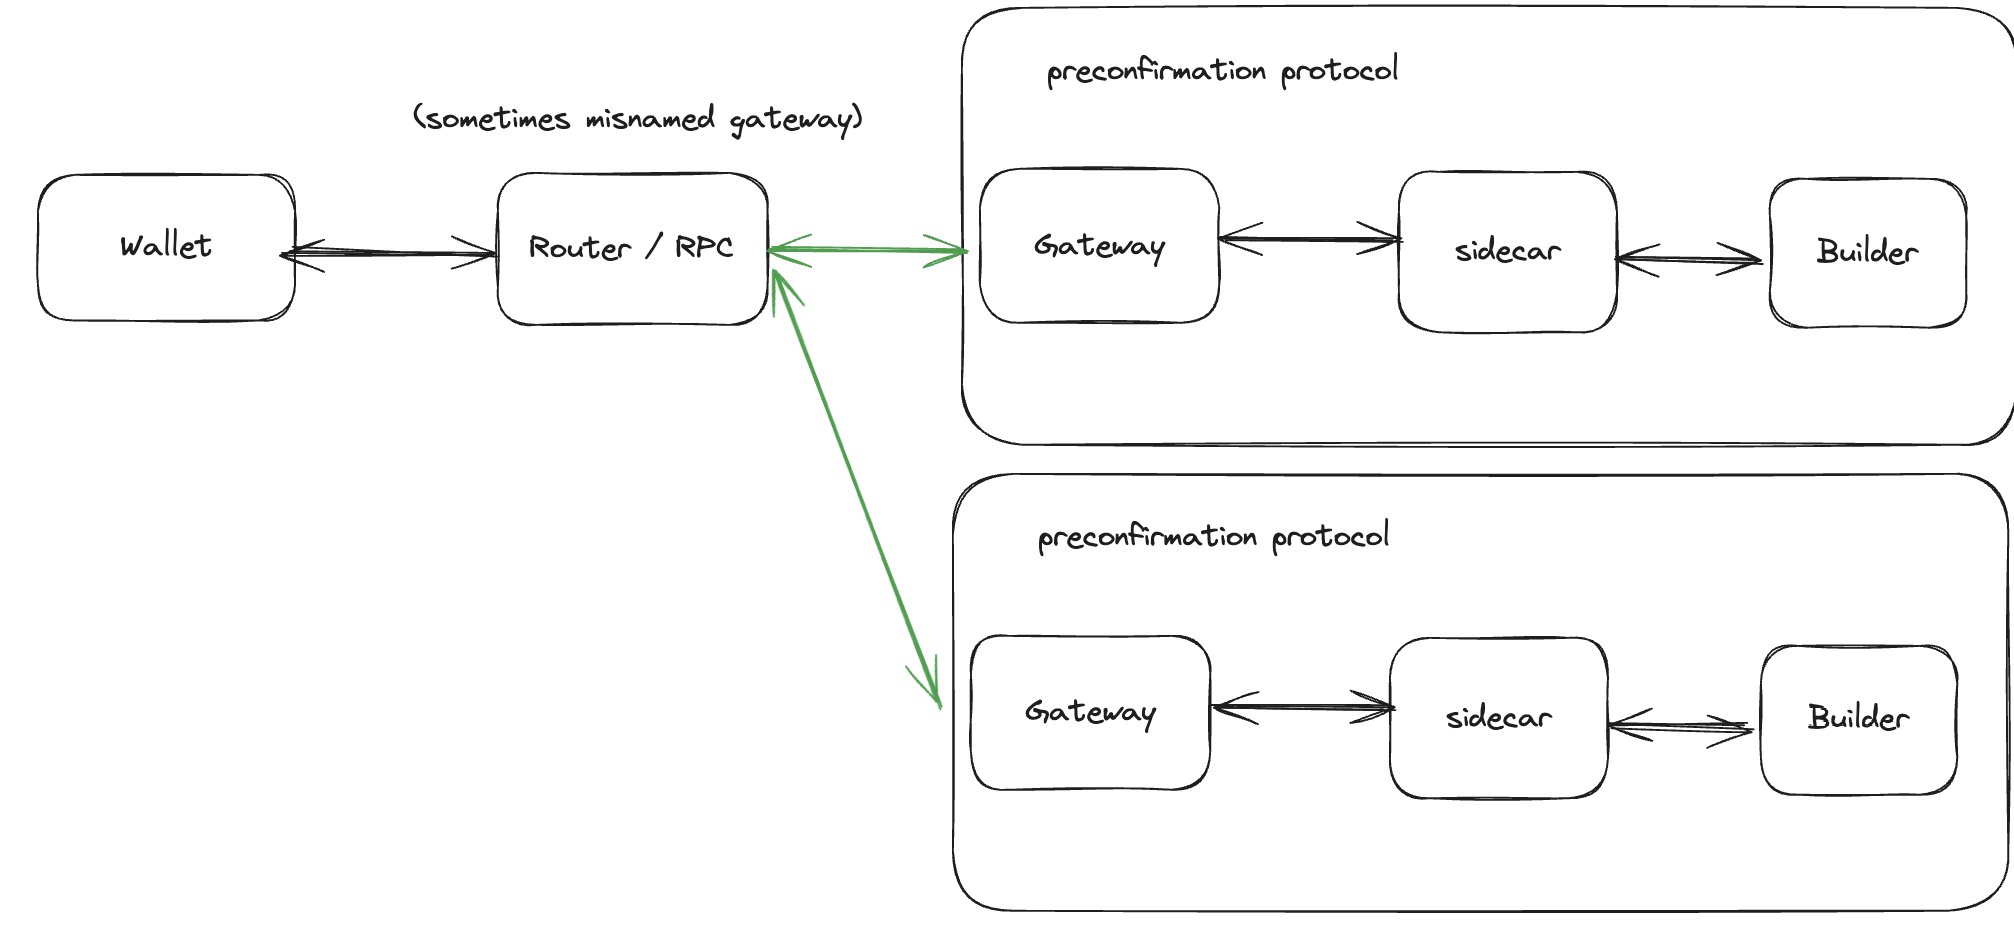 preconfirmation protocol
(sometimes misnamed gateway)
Wallet
Router / RPC
Gateway
sidecar
Builder
preconfirmation protocol
Gateway
sidecar
Builder